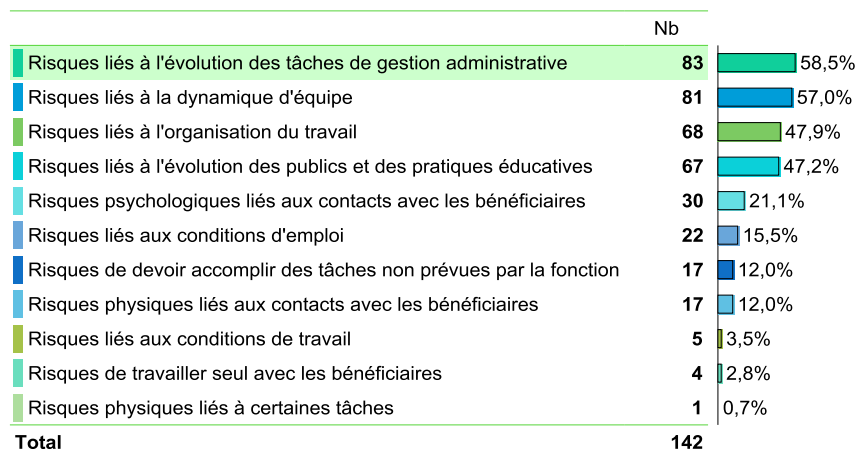 Nb
Risques liés à l'évolution des tâches de gestion administrative 83 58,5%
Risques liés à la dynamique d'équipe 81 57,0%
Risques liés à l'organisation du travail 68 47,9%
Risques liés à l'évolution des publics et des pratiques éducatives 67 47,2%
Risques psychologiques liés aux contacts avec les bénéficiaires 30 21,1%
Risques liés aux conditions d'emploi 22 15,5%
Risques de devoir accomplir des tâches non prévues par la fonction 17 12,0%
Risques physiques liés aux contacts avec les bénéficiaires 17 12,0%
Risques liés aux conditions de travail 5 3,5%
Risques de travailler seul avec les bénéficiaires 4 2,8%
Risques physiques liés à certaines tâches 1 0,7%
Total 142